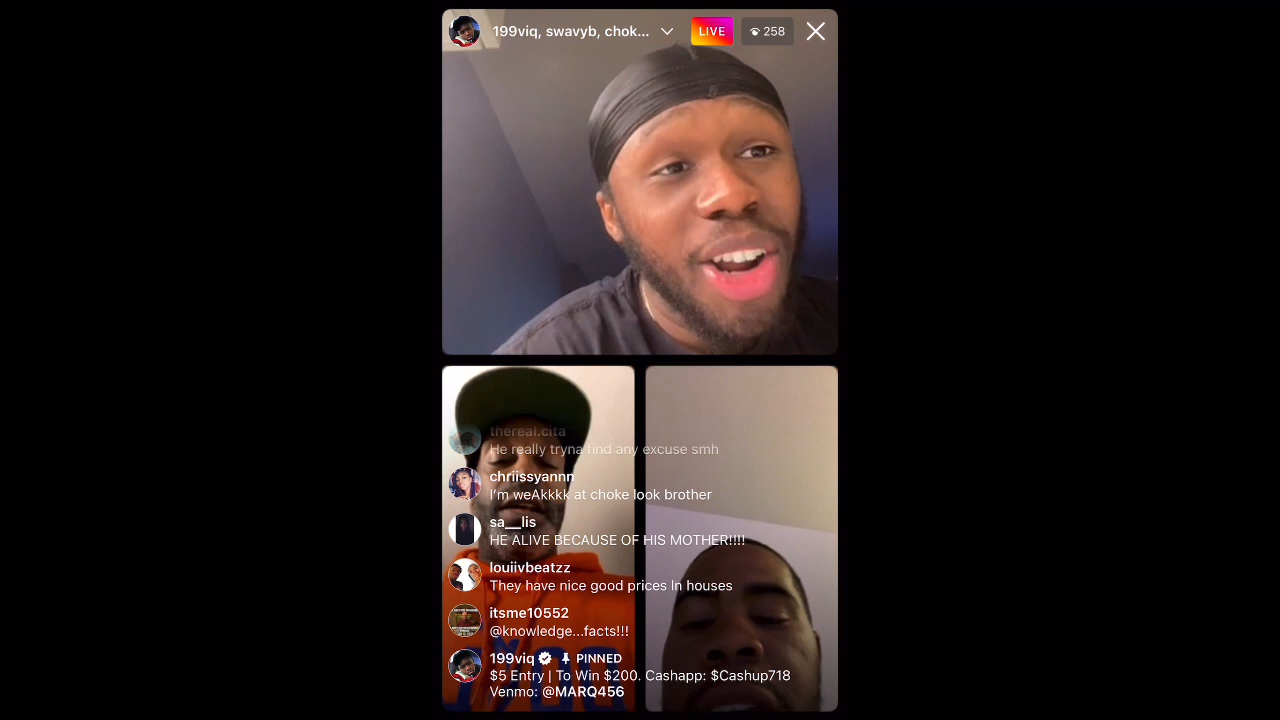 199viq, swavyb, chok...
LIVE
258
thereal.cita
He really tryna find any excuse smh
chriissyannn
I'm weAkkkk at choke look brother
sa__lis
HE ALIVE BECAUSE OF HIS MOTHER!!!!
louiivbeatzz
They have nice good prices In houses
itsme10552
@knowledge...facts!!!
199viq PINNED
$5 Entry | To Win $200. Cashapp: $Cashup718
Venmo: @MARQ456